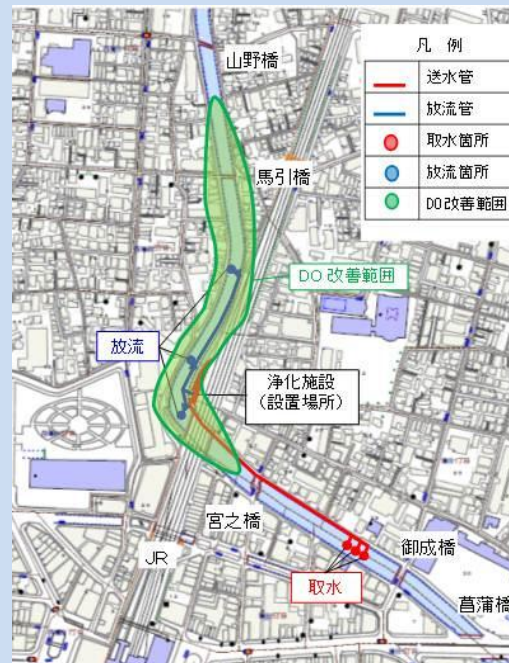 山野橋
凡 例
送水管
放流管
取水箇所
放流箇所
DO改善範囲
馬引橋
DO 改善範囲
放流
浄化施設
（設置場所）
宮之橋
御成橋
JR
取水
菖蒲橋